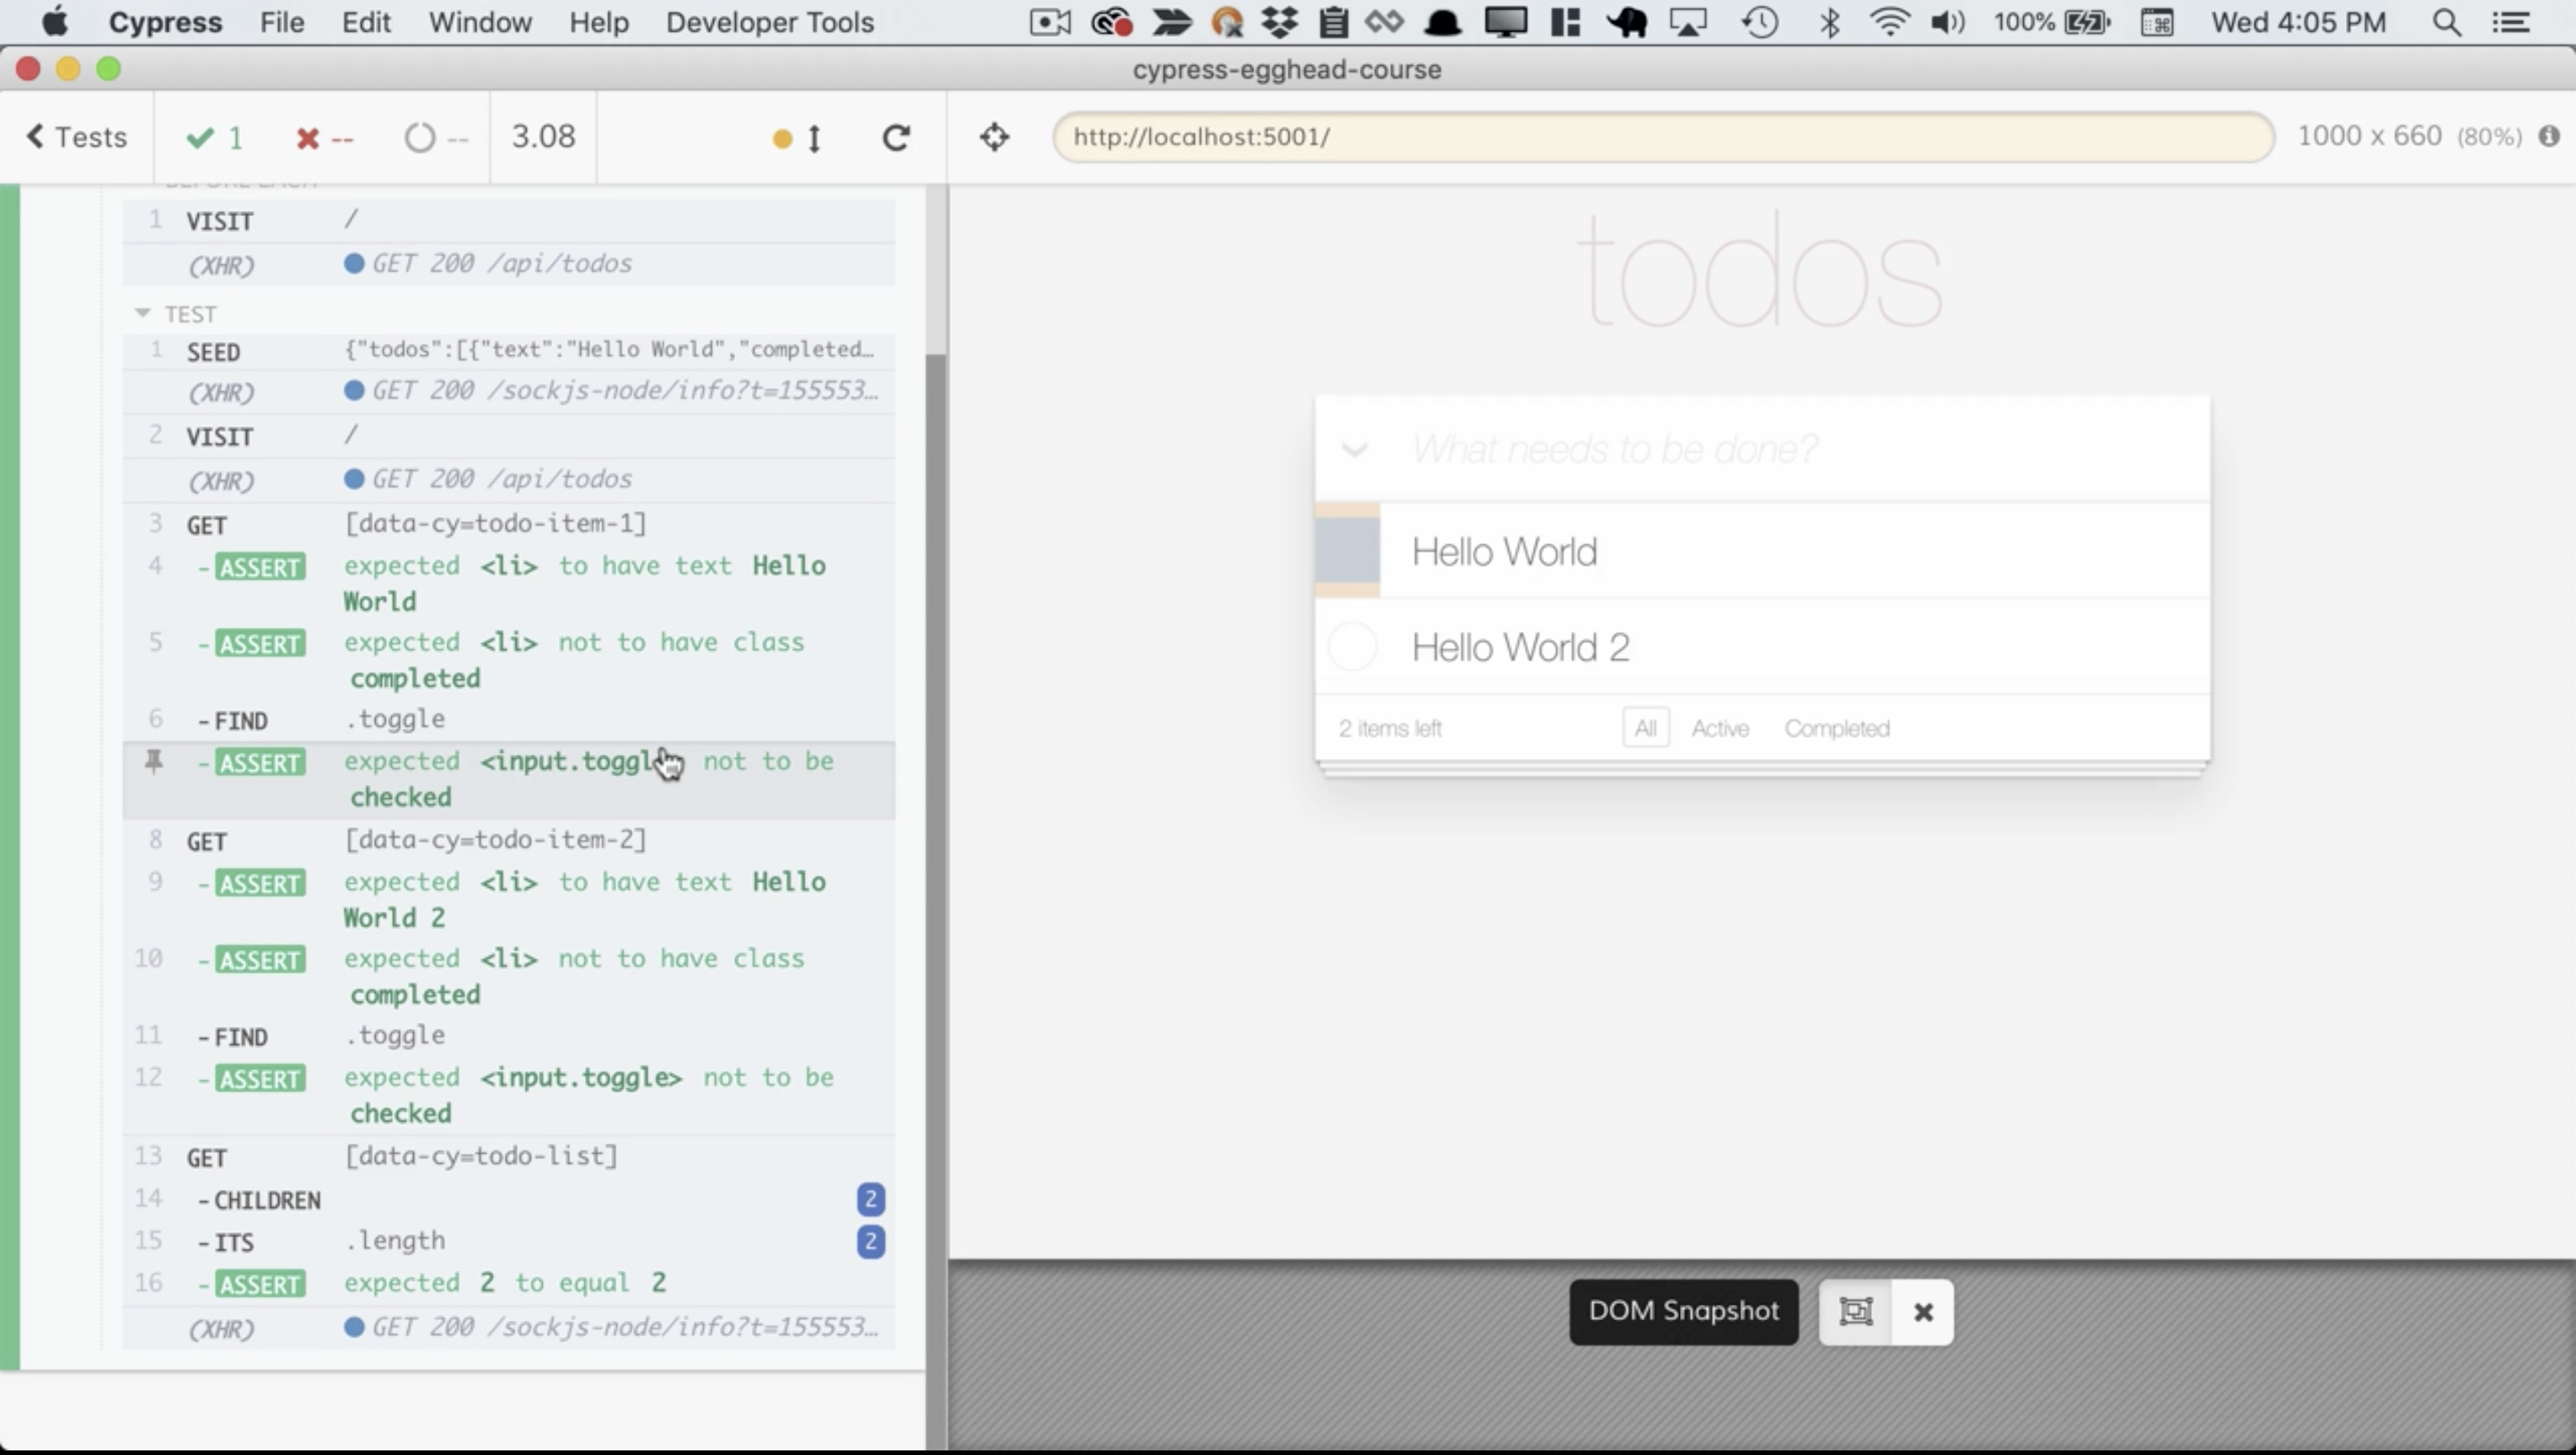 Cypress File Edit Window Help Developer Tools 100% Wed 4:05 PM
cypress-egghead-course
Tests 1 -- -- 3.08 http://localhost:5001/ 1000 x 660 (80%)
BEFORE EACH
1 VISIT /
(XHR) GET 200 /api/todos
TEST
1 SEED {"todos":[{"text":"Hello World","completed…
(XHR) GET 200 /sockjs-node/info?t=155553…
2 VISIT /
(XHR) GET 200 /api/todos
3 GET [data-cy=todo-item-1]
4 -ASSERT expected <li> to have text Hello
World
5 -ASSERT expected <li> not to have class
completed
6 -FIND .toggle
-ASSERT expected <input.toggl not to be
checked
8 GET [data-cy=todo-item-2]
9 -ASSERT expected <li> to have text Hello
World 2
10 -ASSERT expected <li> not to have class
completed
11 -FIND .toggle
12 -ASSERT expected <input.toggle> not to be
checked
13 GET [data-cy=todo-list]
14 -CHILDREN 2
15 -ITS .length 2
16 -ASSERT expected 2 to equal 2
(XHR) GET 200 /sockjs-node/info?t=155553…
todos
What needs to be done?
Hello World
Hello World 2
2 items left All Active Completed
DOM Snapshot